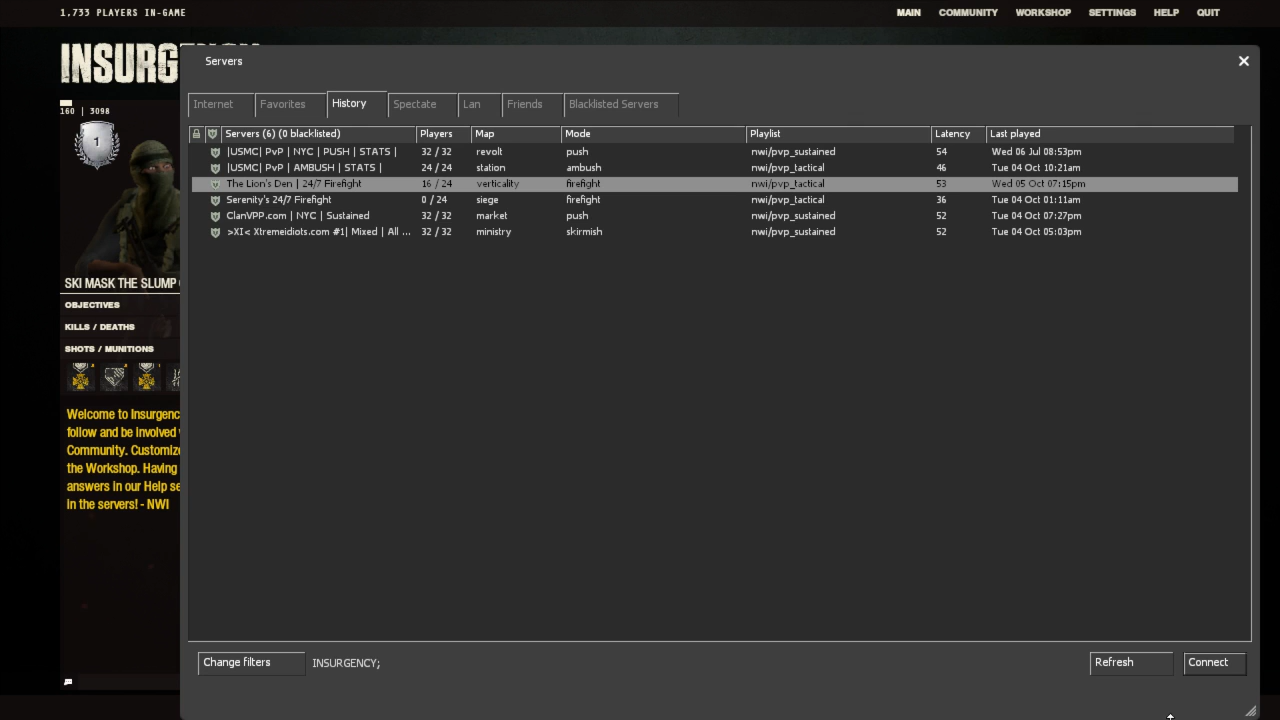 1,733 PLAYERS IN-GAME
MAIN COMMUNITY WORKSHOP SETTINGS HELP QUIT
Servers
160 | 3098
1
Internet Favorites History Spectate Lan Friends Blacklisted Servers
Servers (6) (0 blacklisted) Players Map Mode Playlist Latency Last played
|USMC| PvP | NYC | PUSH | STATS | 32 / 32 revolt push nwi/pvp_sustained 54 Wed 06 Jul 08:53pm
|USMC| PvP | AMBUSH | STATS | 24 / 24 station ambush nwi/pvp_tactical 46 Tue 04 Oct 10:21am
The Lion's Den | 24/7 Firefight 16 / 24 verticality firefight nwi/pvp_tactical 53 Wed 05 Oct 07:15pm
Serenity's 24/7 Firefight 0 / 24 siege firefight nwi/pvp_tactical 36 Tue 04 Oct 01:11am
ClanVPP.com | NYC | Sustained 32 / 32 market push nwi/pvp_sustained 52 Tue 04 Oct 07:27pm
>XI< Xtremeidiots.com #1| Mixed | All ... 32 / 32 ministry skirmish nwi/pvp_sustained 52 Tue 04 Oct 05:03pm
SKI MASK THE SLUMP
OBJECTIVES
KILLS / DEATHS
SHOTS / MUNITIONS
Welcome to Insurgenc
follow and be involved
Community. Customiz
the Workshop. Having
answers in our Help se
in the servers! - NWI
Change filters INSURGENCY; Refresh Connect